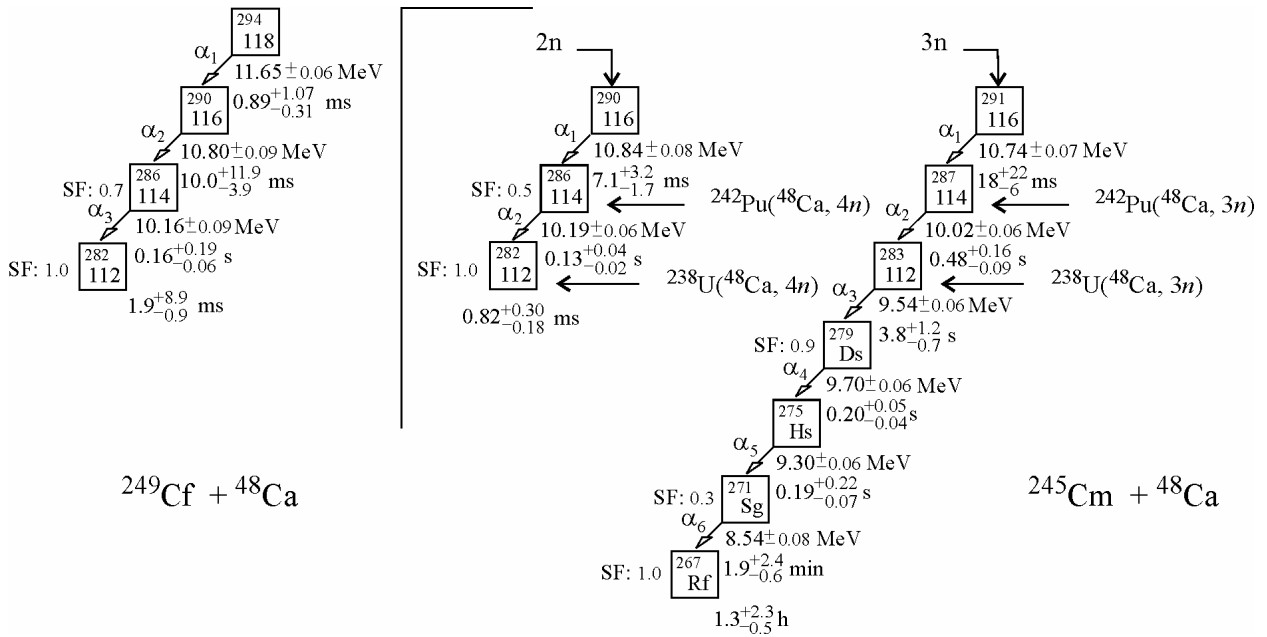 294
118
α1
11.65±0.06 MeV
290
116
0.89+1.07−0.31 ms
α2
10.80±0.09 MeV
SF: 0.7
286
114
10.0+11.9−3.9 ms
α3
10.16±0.09 MeV
SF: 1.0
282
112
0.16+0.19−0.06 s
1.9+8.9−0.9 ms
249Cf + 48Ca
2n
290
116
α1
10.84±0.08 MeV
SF: 0.5
286
114
7.1+3.2−1.7 ms
242Pu(48Ca, 4n)
α2
10.19±0.06 MeV
SF: 1.0
282
112
0.13+0.04−0.02 s
238U(48Ca, 4n)
0.82+0.30−0.18 ms
3n
291
116
α1
10.74±0.07 MeV
287
114
18+22−6 ms
242Pu(48Ca, 3n)
α2
10.02±0.06 MeV
283
112
0.48+0.16−0.09 s
238U(48Ca, 3n)
α3
9.54±0.06 MeV
SF: 0.9
279
Ds
3.8+1.2−0.7 s
α4
9.70±0.06 MeV
275
Hs
0.20+0.05−0.04 s
α5
9.30±0.06 MeV
SF: 0.3
271
Sg
0.19+0.22−0.07 s
α6
8.54±0.08 MeV
SF: 1.0
267
Rf
1.9+2.4−0.6 min
1.3+2.3−0.5 h
245Cm + 48Ca